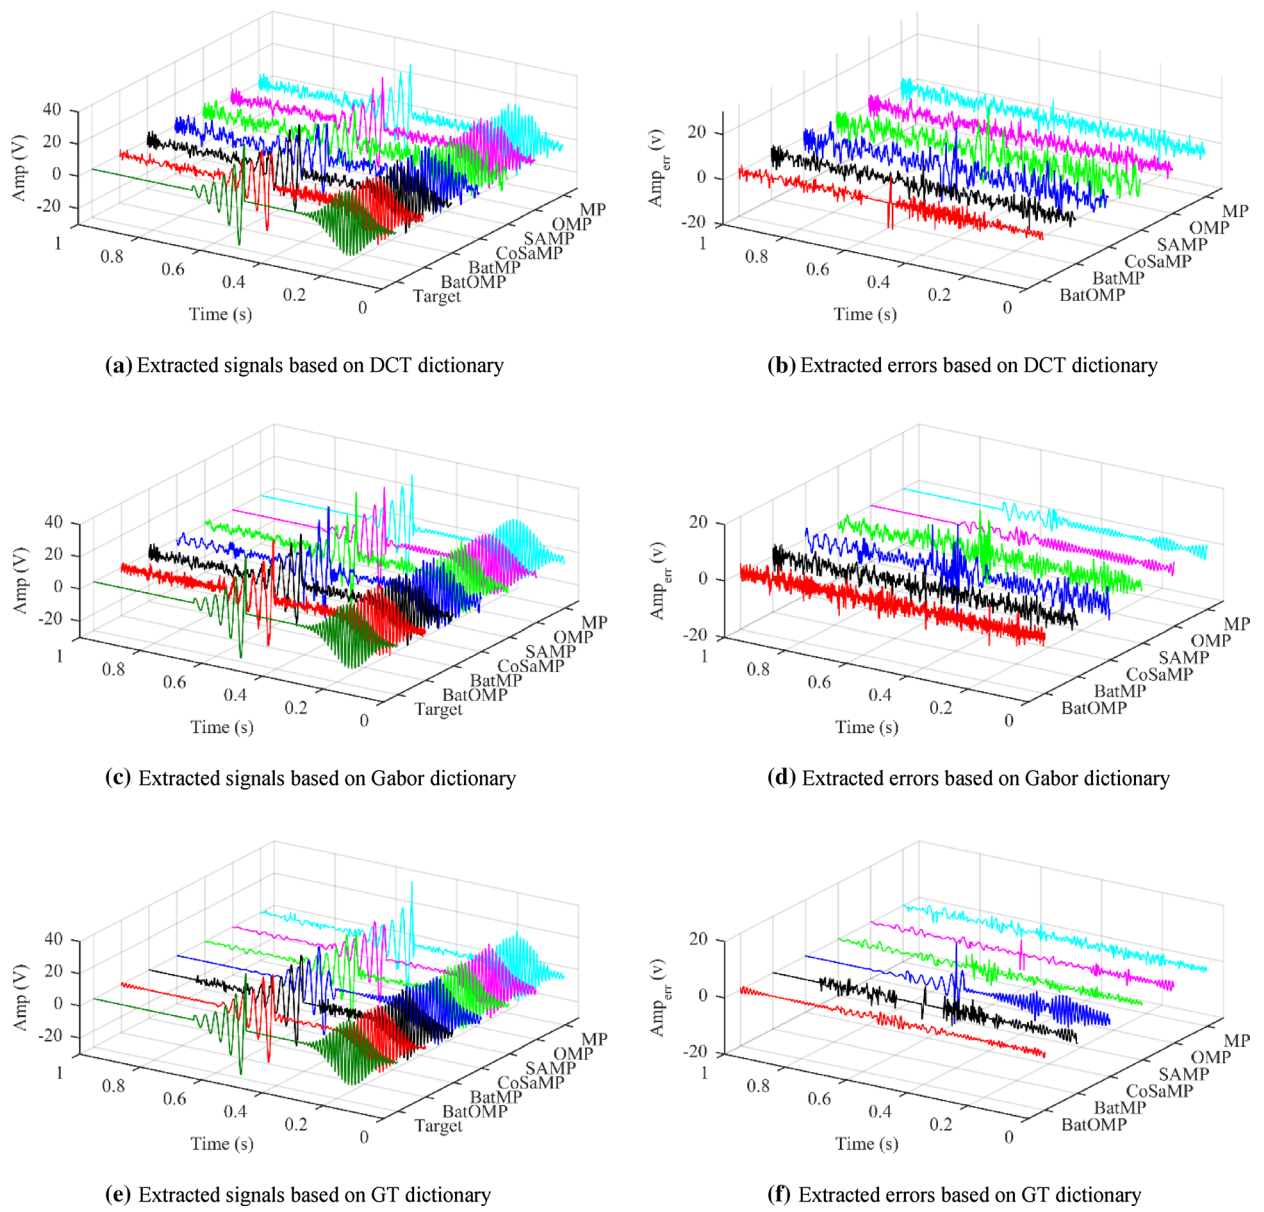 40
20
0
-20
Amp (V)
1
0.8
0.6
0.4
0.2
0
Time (s)
MP
OMP
SAMP
CoSaMP
BatMP
BatOMP
Target
(a) Extracted signals based on DCT dictionary
20
0
-20
Amp_err (v)
1
0.8
0.6
0.4
0.2
0
Time (s)
MP
OMP
SAMP
CoSaMP
BatMP
BatOMP
(b) Extracted errors based on DCT dictionary
40
20
0
-20
Amp (V)
1
0.8
0.6
0.4
0.2
0
Time (s)
MP
OMP
SAMP
CoSaMP
BatMP
BatOMP
Target
(c) Extracted signals based on Gabor dictionary
20
0
-20
Amp_err (v)
1
0.8
0.6
0.4
0.2
0
Time (s)
MP
OMP
SAMP
CoSaMP
BatMP
BatOMP
(d) Extracted errors based on Gabor dictionary
40
20
0
-20
Amp (V)
1
0.8
0.6
0.4
0.2
0
Time (s)
MP
OMP
SAMP
CoSaMP
BatMP
BatOMP
Target
(e) Extracted signals based on GT dictionary
20
0
-20
Amp_err (v)
1
0.8
0.6
0.4
0.2
0
Time (s)
MP
OMP
SAMP
CoSaMP
BatMP
BatOMP
(f) Extracted errors based on GT dictionary